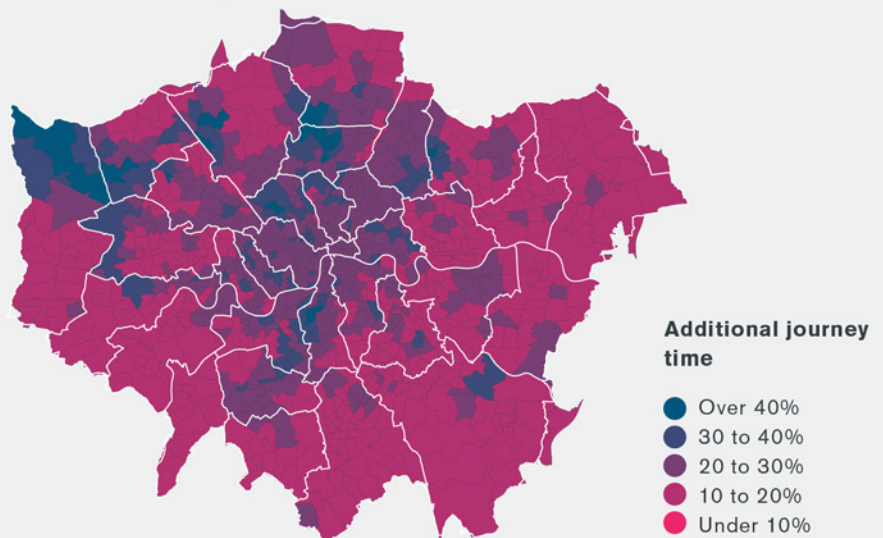 Additional journey
time
Over 40%
30 to 40%
20 to 30%
10 to 20%
Under 10%